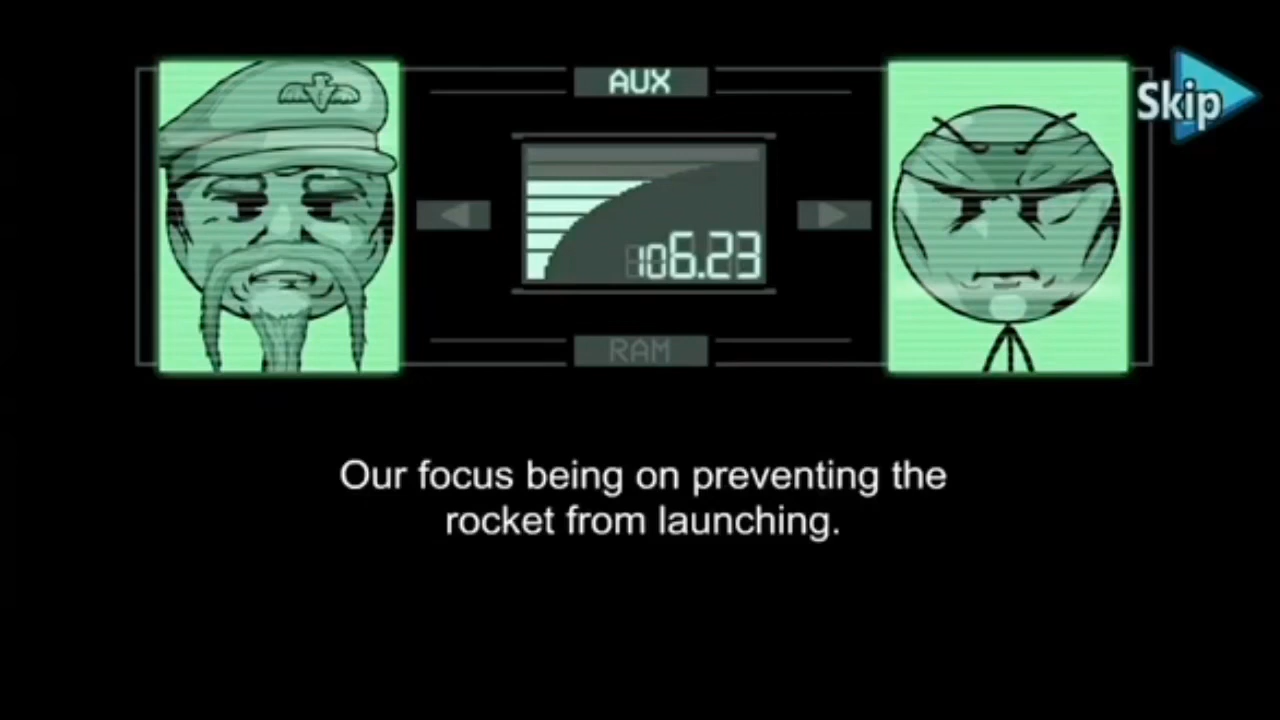 AUX
Skip
106.23
RAM
Our focus being on preventing the
rocket from launching.